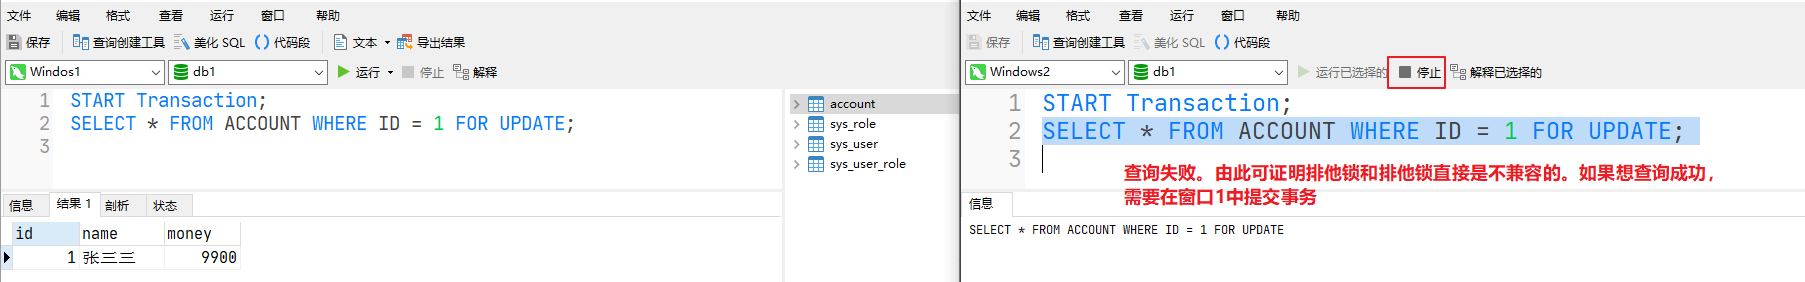 文件 编辑 格式 查看 运行 窗口 帮助
保存 查询创建工具 美化 SQL () 代码段 文本 导出结果
Windos1 db1 运行 停止 解释
1 START Transaction;
2 SELECT * FROM ACCOUNT WHERE ID = 1 FOR UPDATE;
3
account
sys_role
sys_user
sys_user_role
信息 结果 1 剖析 状态
id name money
1 张三三 9900
文件 编辑 格式 查看 运行 窗口 帮助
保存 查询创建工具 美化 SQL () 代码段
Windows2 db1 运行已选择的 停止 解释已选择的
1 START Transaction;
2 SELECT * FROM ACCOUNT WHERE ID = 1 FOR UPDATE;
3
查询失败。由此可证明排他锁和排他锁直接是不兼容的。如果想查询成功，
需要在窗口1中提交事务
信息
SELECT * FROM ACCOUNT WHERE ID = 1 FOR UPDATE